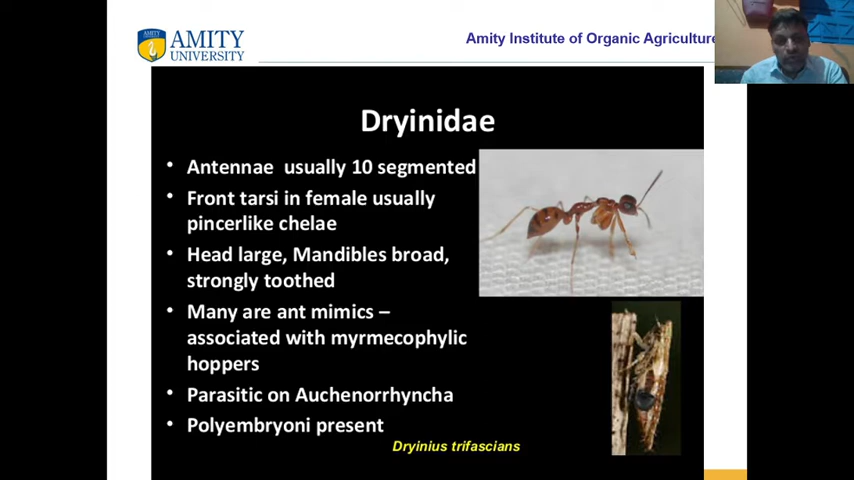 AMITY
AMITY
UNIVERSITY
Amity Institute of Organic Agriculture
Dryinidae
• Antennae usually 10 segmented
• Front tarsi in female usually
pincerlike chelae
• Head large, Mandibles broad,
strongly toothed
• Many are ant mimics –
associated with myrmecophylic
hoppers
• Parasitic on Auchenorrhyncha
• Polyembryoni present
Dryinius trifascians